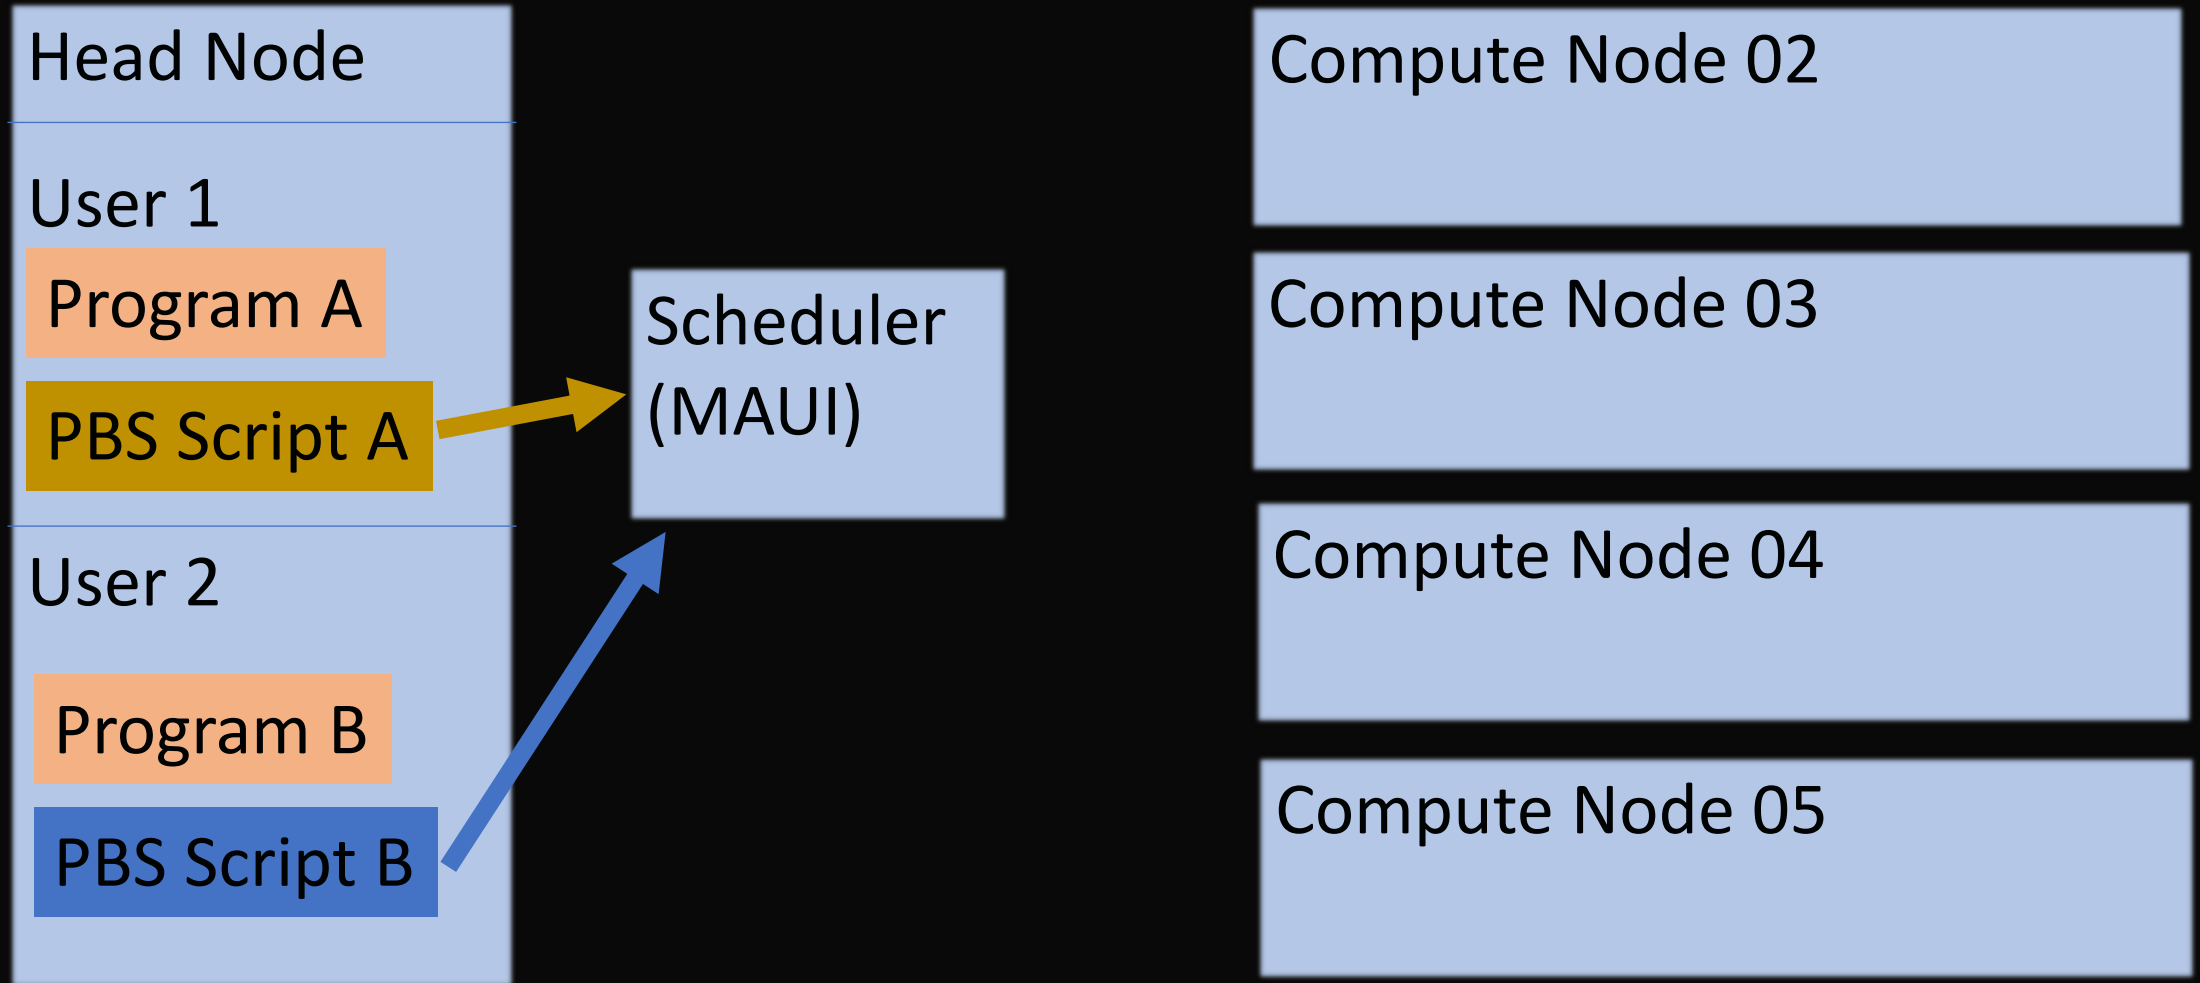 Head Node
User 1
Program A
PBS Script A
User 2
Program B
PBS Script B
Scheduler
(MAUI)
Compute Node 02
Compute Node 03
Compute Node 04
Compute Node 05